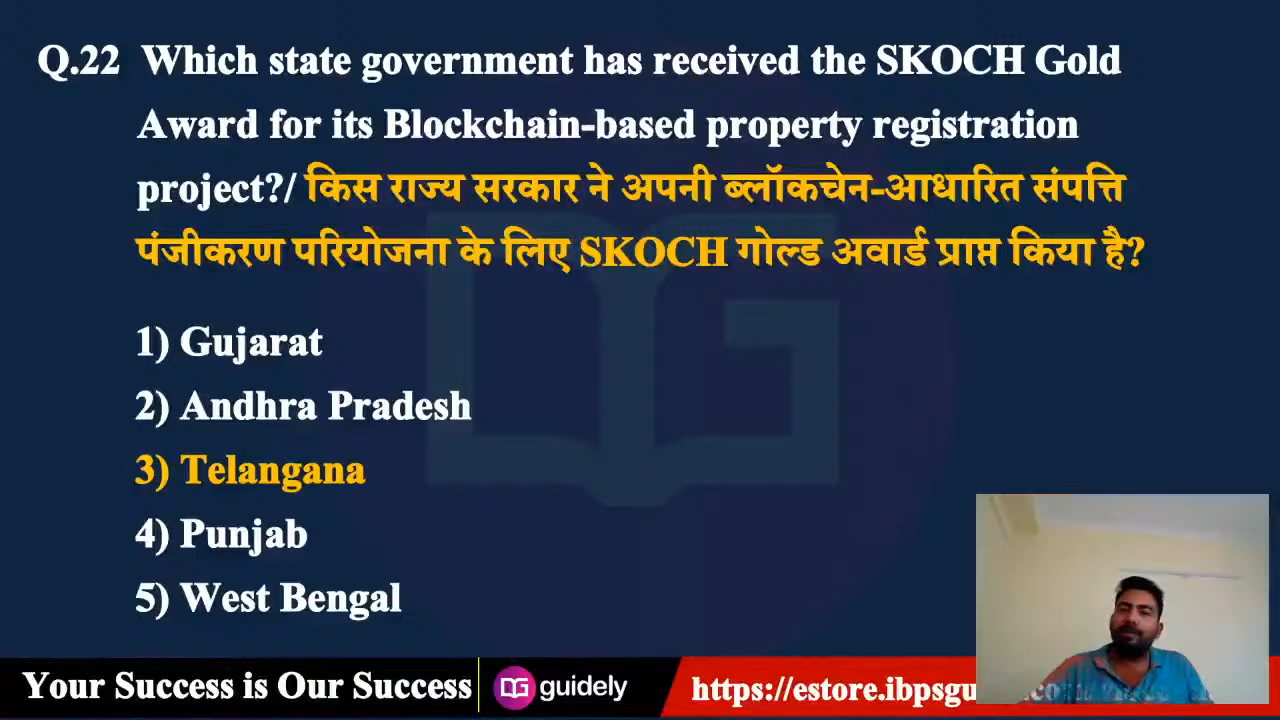 Q.22 Which state government has received the SKOCH Gold
Award for its Blockchain-based property registration
project?/ किस राज्य सरकार ने अपनी ब्लॉकचेन-आधारित संपत्ति
पंजीकरण परियोजना के लिए SKOCH गोल्ड अवार्ड प्राप्त किया है?
1) Gujarat
2) Andhra Pradesh
3) Telangana
4) Punjab
5) West Bengal
Your Success is Our Success
guidely
https://estore.ibpsgu